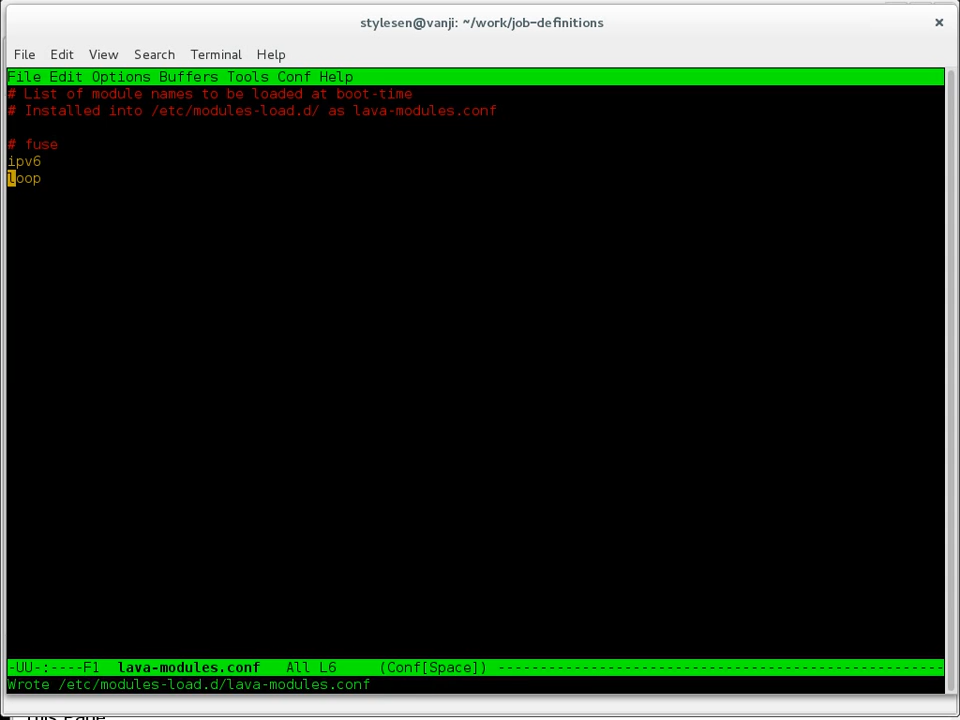 stylesen@vanji: ~/work/job-definitions ×
File Edit View Search Terminal Help
File Edit Options Buffers Tools Conf Help
# List of module names to be loaded at boot-time
# Installed into /etc/modules-load.d/ as lava-modules.conf
# fuse
ipv6
loop
-UU-:----F1 lava-modules.conf All L6 (Conf[Space]) -----------------------------------------------------
Wrote /etc/modules-load.d/lava-modules.conf
This Page